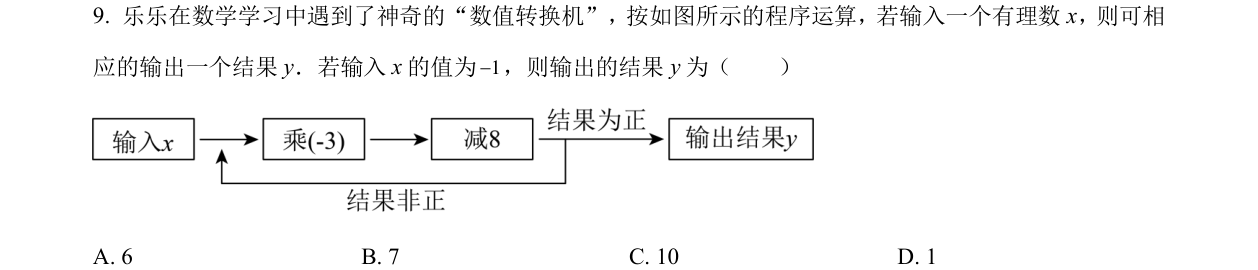 9. 乐乐在数学学习中遇到了神奇的“数值转换机”，按如图所示的程序运算，若输入一个有理数 x，则可相
应的输出一个结果 y．若输入 x 的值为 −1，则输出的结果 y 为（　　）
输入x 乘(-3) 减8 结果为正 输出结果y
结果非正
A. 6 B. 7 C. 10 D. 1